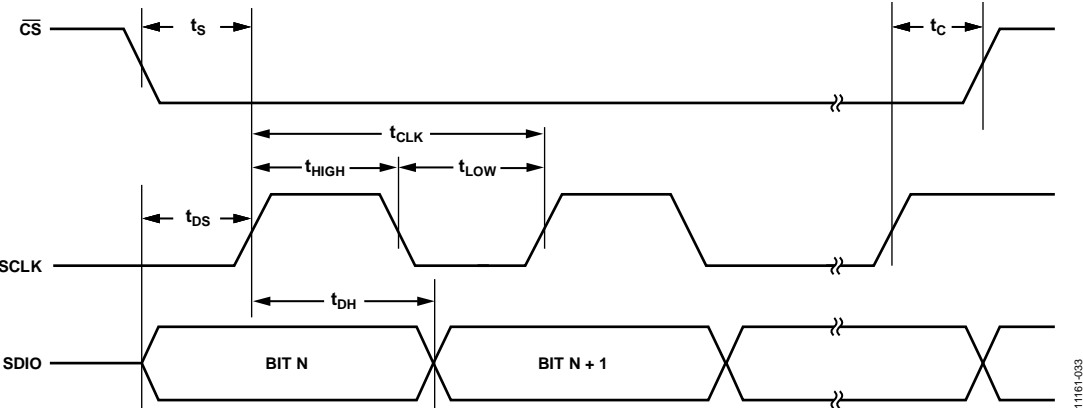 CS
tS
tC
tCLK
tHIGH
tLOW
tDS
SCLK
tDH
SDIO
BIT N
BIT N + 1
11161-033